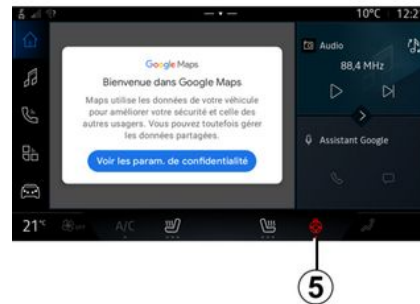 10°C 12:2
Google Maps
Bienvenue dans Google Maps
Maps utilise les données de votre véhicule
pour améliorer votre sécurité et celle des
autres usagers. Vous pouvez toutefois gérer
les données partagées.
Voir les param. de confidentialité
Audio
88,4 MHz
Assistant Google
21°C
OFF
A/C
5